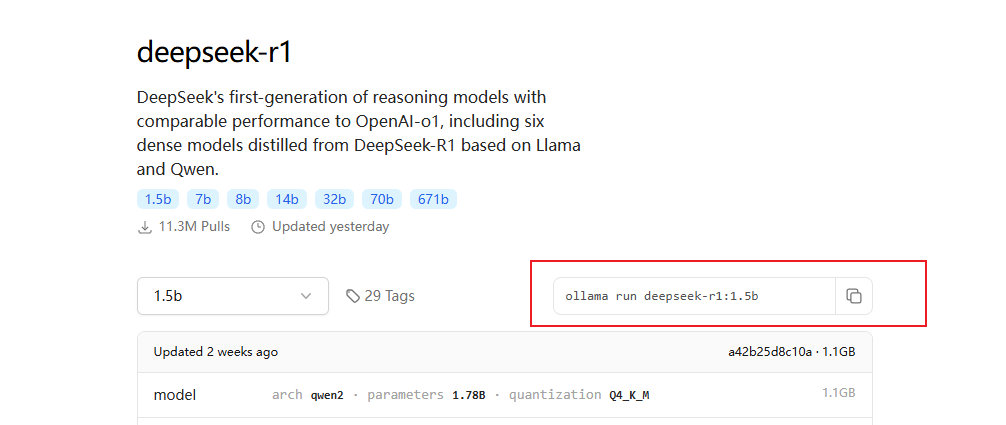 deepseek-r1
DeepSeek's first-generation of reasoning models with
comparable performance to OpenAI-o1, including six
dense models distilled from DeepSeek-R1 based on Llama
and Qwen.
1.5b 7b 8b 14b 32b 70b 671b
11.3M Pulls Updated yesterday
1.5b 29 Tags ollama run deepseek-r1:1.5b
Updated 2 weeks ago a42b25d8c10a · 1.1GB
model arch qwen2 · parameters 1.78B · quantization Q4_K_M 1.1GB